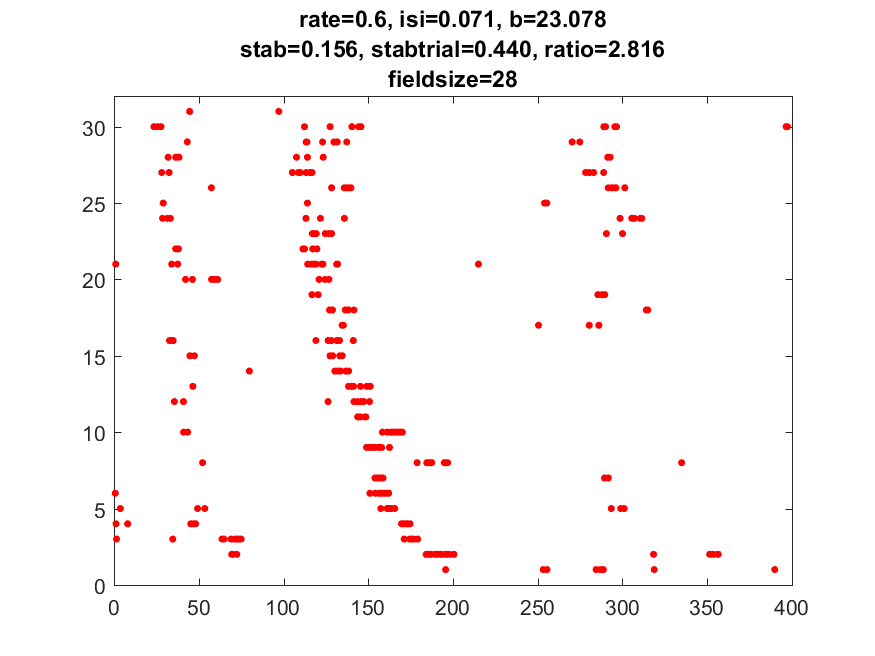 rate=0.6, isi=0.071, b=23.078
stab=0.156, stabtrial=0.440, ratio=2.816
fieldsize=28
30
25
20
15
10
5
0
0 50 100 150 200 250 300 350 400